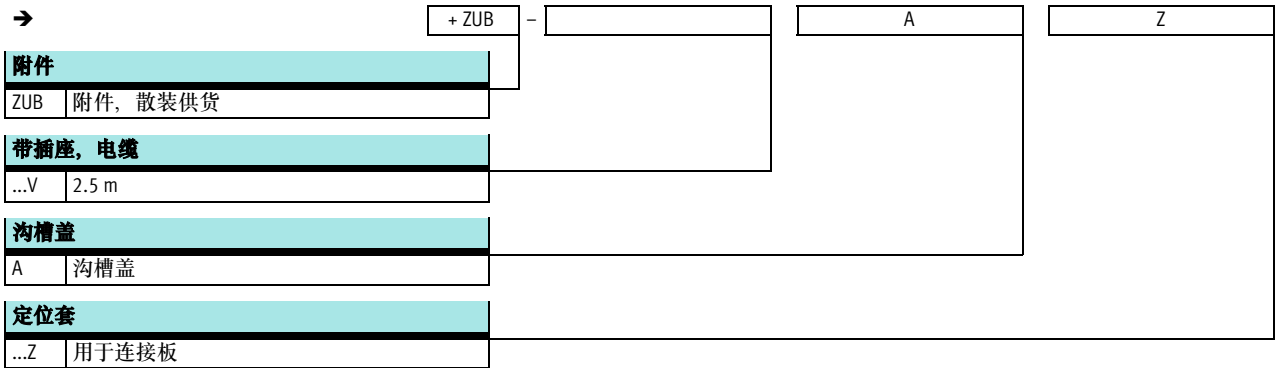 ➔ + ZUB – A Z
附件
ZUB 附件，散装供货
带插座，电缆
...V 2.5 m
沟槽盖
A 沟槽盖
定位套
...Z 用于连接板